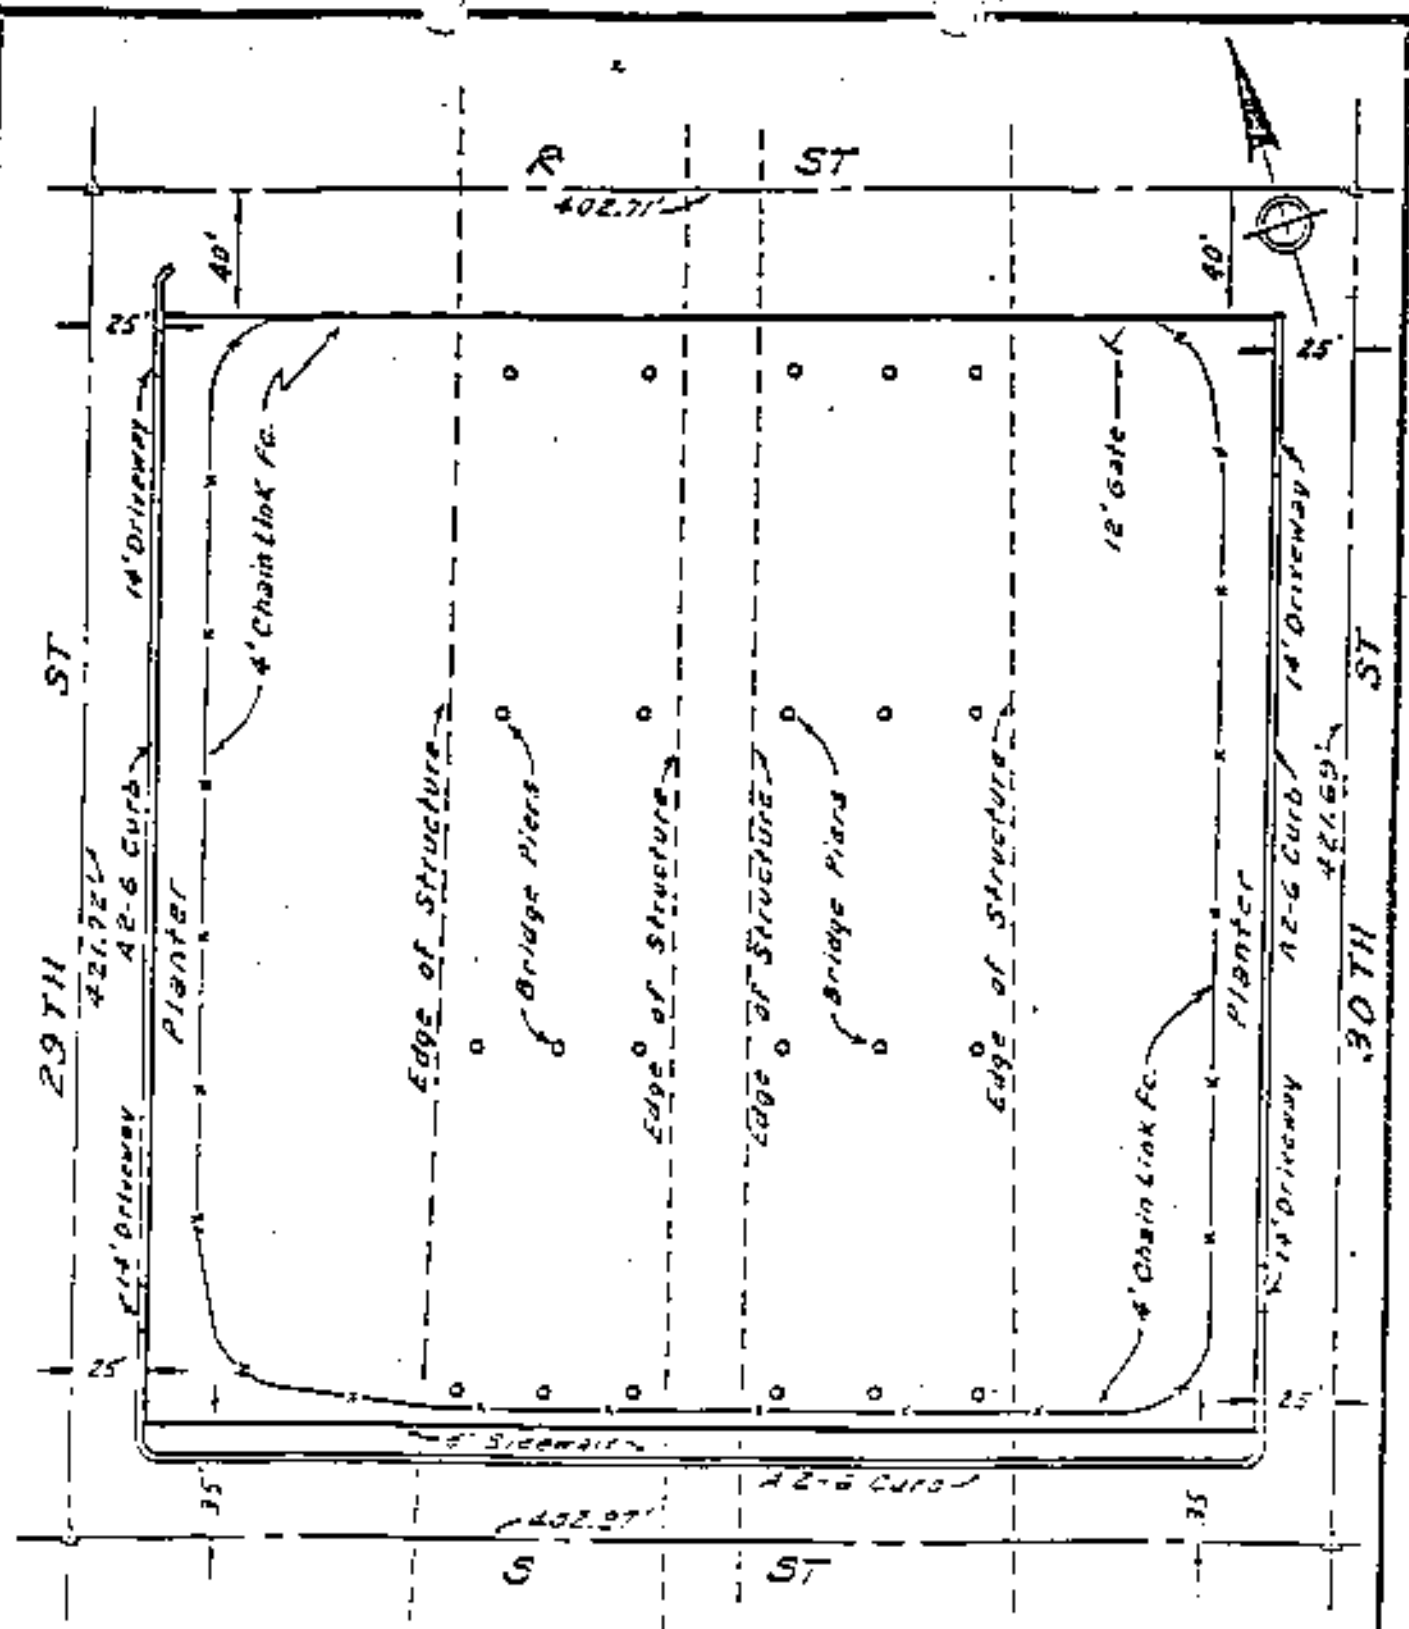 R ST
402.71'
40'
40'
25'
25'
14' Driveway
4' Chain Link Fc.
12' Gate
14' Driveway
ST
ST
A2-6 Curb
421.72'
Planter
29TH
Edge of Structure
Bridge Piers
Edge of Structure
Edge of Structure
Bridge Piers
Edge of Structure
Planter
A2-6 Curb
421.69'
30TH
14' Driveway
4' Chain Link Fc.
14' Driveway
25'
25'
Sidewalk
A2-6 Curb
35'
35
402.97'
S ST